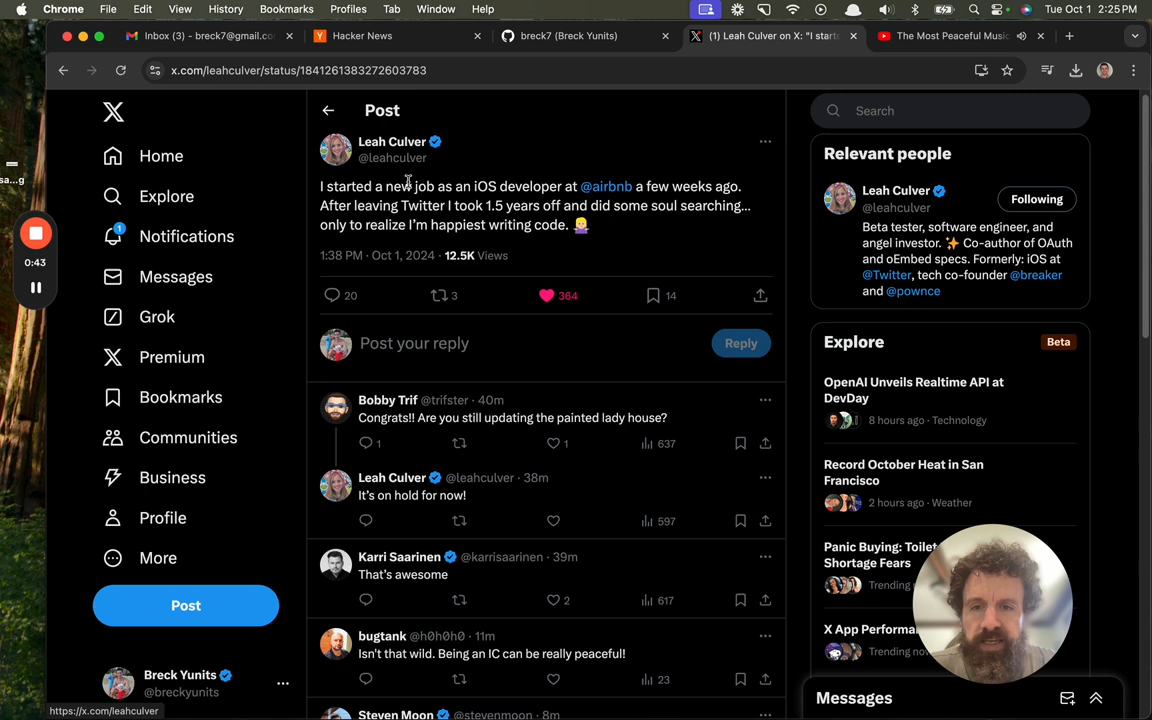 Chrome File Edit View History Bookmarks Profiles Tab Window Help Tue Oct 1 2:25 PM
Inbox (3) - breck7@gmail.co Hacker News breck7 (Breck Yunits) (1) Leah Culver on X: "I starte The Most Peaceful Music
x.com/leahculver/status/1841261383272603783
Home
Explore
1
Notifications
Messages
Grok
Premium
Bookmarks
Communities
Business
Profile
More
Post
Breck Yunits
@breckyunits
https://x.com/leahculver
sa...g
0:43
Post
Leah Culver
@leahculver
I started a new job as an iOS developer at @airbnb a few weeks ago.
After leaving Twitter I took 1.5 years off and did some soul searching...
only to realize I'm happiest writing code.
1:38 PM · Oct 1, 2024 · 12.5K Views
20 3 364 14
Post your reply
Reply
Bobby Trif @trifster · 40m
Congrats!! Are you still updating the painted lady house?
1 1 637
Leah Culver @leahculver · 38m
It's on hold for now!
597
Karri Saarinen @karrisaarinen · 39m
That's awesome
2 617
bugtank @h0h0h0 · 11m
Isn't that wild. Being an IC can be really peaceful!
23
Steven Moon @stevenmoon · 8m
Search
Relevant people
Leah Culver
@leahculver
Following
Beta tester, software engineer, and
angel investor. ✨ Co-author of OAuth
and oEmbed specs. Formerly: iOS at
@Twitter, tech co-founder @breaker
and @pownce
Explore
Beta
OpenAI Unveils Realtime API at
DevDay
8 hours ago · Technology
Record October Heat in San
Francisco
2 hours ago · Weather
Panic Buying: Toilet
Shortage Fears
Trending
X App Performa
Trending no
Messages